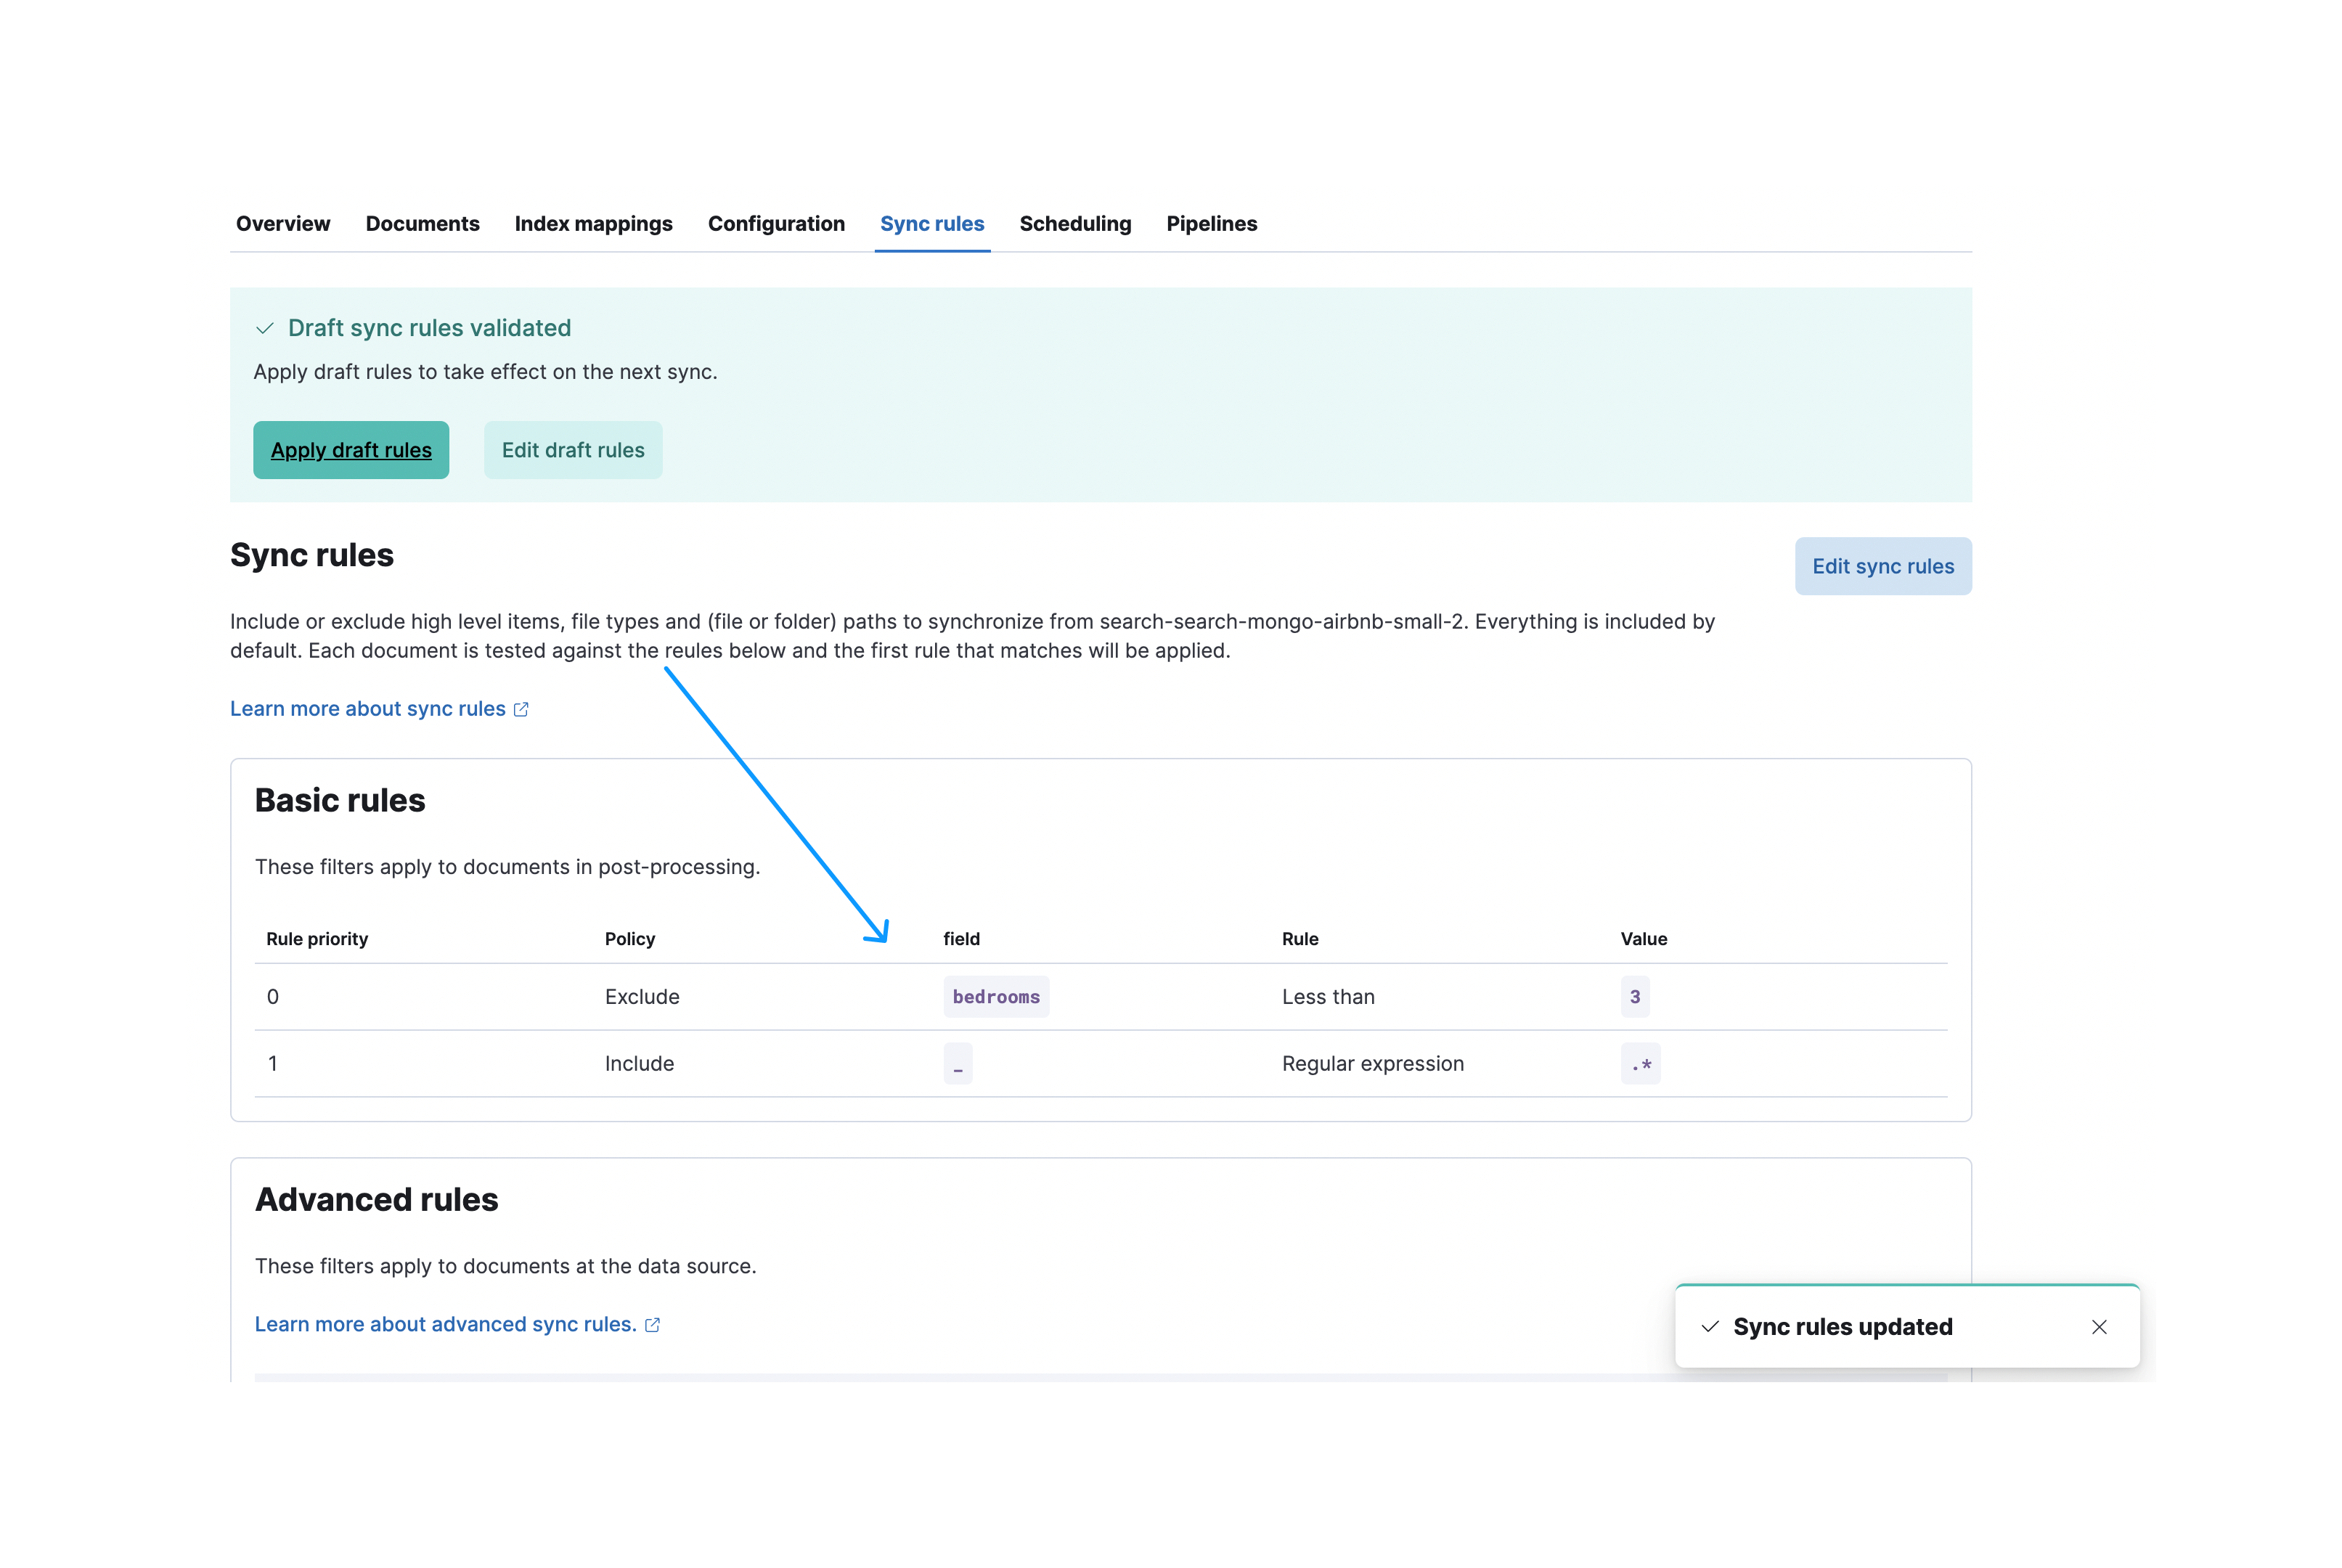 Overview Documents Index mappings Configuration Sync rules Scheduling Pipelines
Draft sync rules validated
Apply draft rules to take effect on the next sync.
Apply draft rules Edit draft rules
Sync rules
Edit sync rules
Include or exclude high level items, file types and (file or folder) paths to synchronize from search-search-mongo-airbnb-small-2. Everything is included by
default. Each document is tested against the reules below and the first rule that matches will be applied.
Learn more about sync rules
Basic rules
These filters apply to documents in post-processing.
Rule priority Policy field Rule Value
0 Exclude bedrooms Less than 3
1 Include _ Regular expression .*
Advanced rules
These filters apply to documents at the data source.
Learn more about advanced sync rules.
Sync rules updated